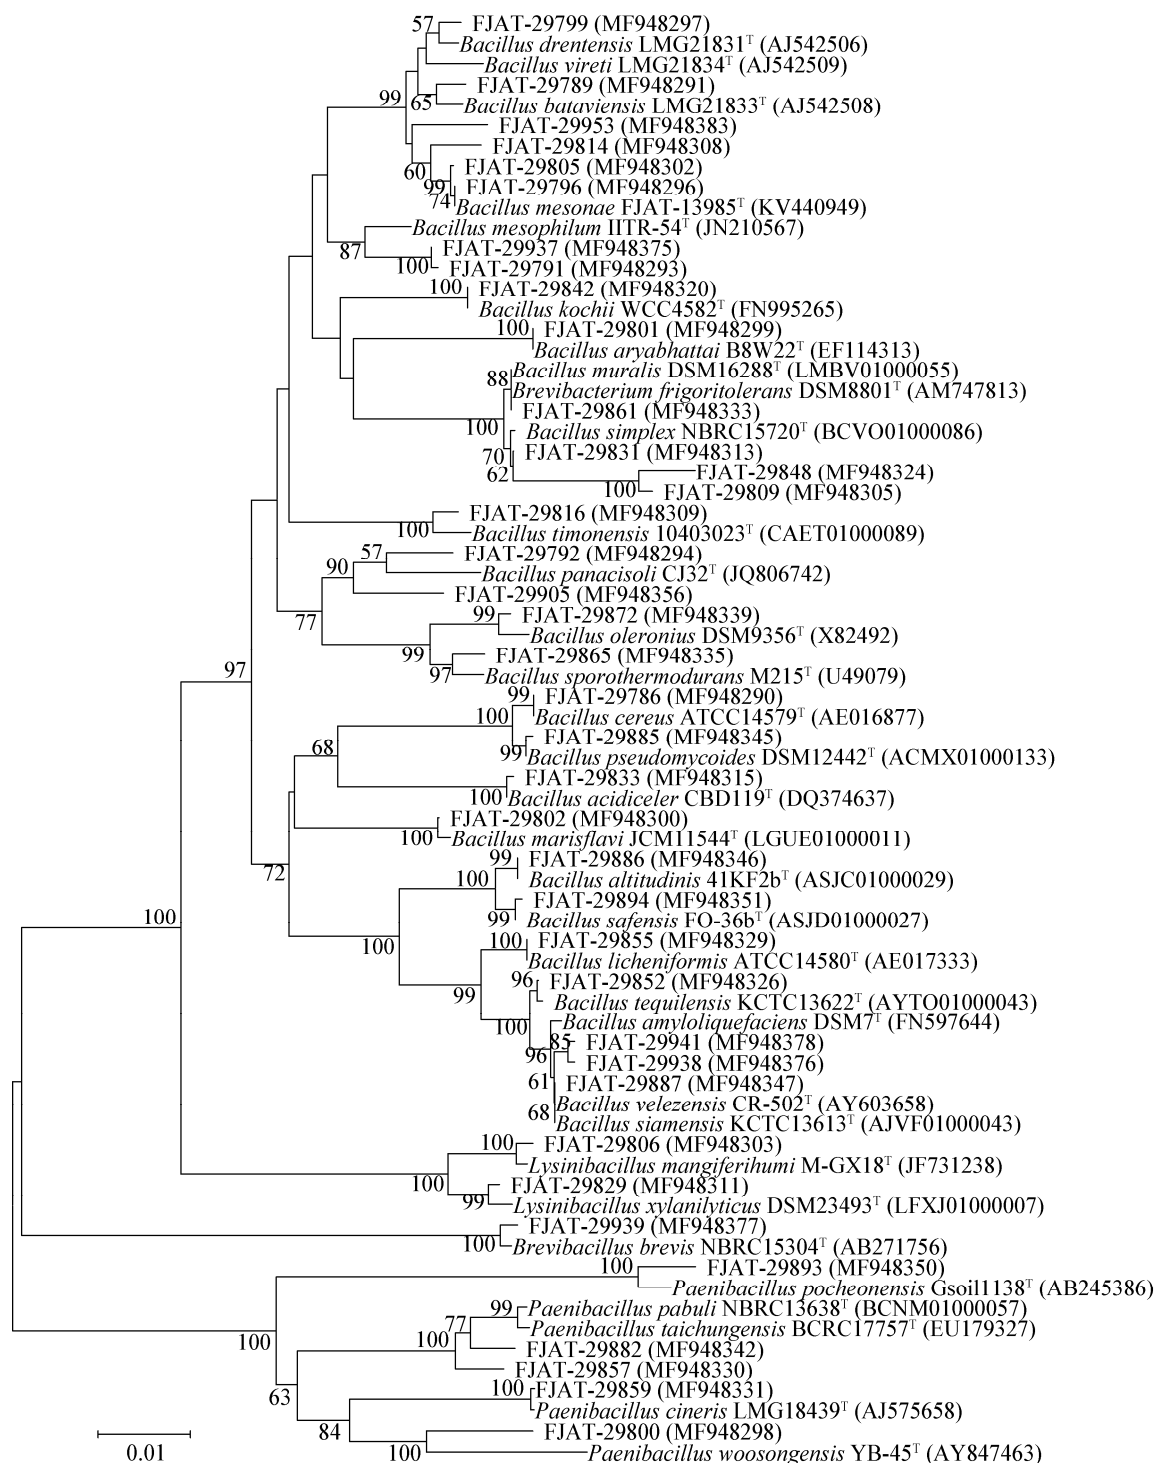 57 FJAT-29799 (MF948297)
Bacillus drentensis LMG21831ᵀ (AJ542506)
Bacillus vireti LMG21834ᵀ (AJ542509)
FJAT-29789 (MF948291)
99 65 Bacillus bataviensis LMG21833ᵀ (AJ542508)
FJAT-29953 (MF948383)
FJAT-29814 (MF948308)
60 FJAT-29805 (MF948302)
99 FJAT-29796 (MF948296)
74 Bacillus mesonae FJAT-13985ᵀ (KV440949)
Bacillus mesophilum IITR-54ᵀ (JN210567)
87 FJAT-29937 (MF948375)
100 FJAT-29791 (MF948293)
100 FJAT-29842 (MF948320)
Bacillus kochii WCC4582ᵀ (FN995265)
100 FJAT-29801 (MF948299)
Bacillus aryabhattai B8W22ᵀ (EF114313)
Bacillus muralis DSM16288ᵀ (LMBV01000055)
88 Brevibacterium frigoritolerans DSM8801ᵀ (AM747813)
FJAT-29861 (MF948333)
100 Bacillus simplex NBRC15720ᵀ (BCVO01000086)
70 FJAT-29831 (MF948313)
62 FJAT-29848 (MF948324)
100 FJAT-29809 (MF948305)
FJAT-29816 (MF948309)
100 Bacillus timonensis 10403023ᵀ (CAET01000089)
57 FJAT-29792 (MF948294)
90 Bacillus panacisoli CJ32ᵀ (JQ806742)
FJAT-29905 (MF948356)
77 99 FJAT-29872 (MF948339)
Bacillus oleronius DSM9356ᵀ (X82492)
99 FJAT-29865 (MF948335)
97 97 Bacillus sporothermodurans M215ᵀ (U49079)
99 FJAT-29786 (MF948290)
100 Bacillus cereus ATCC14579ᵀ (AE016877)
FJAT-29885 (MF948345)
68 99 Bacillus pseudomycoides DSM12442ᵀ (ACMX01000133)
FJAT-29833 (MF948315)
100 Bacillus acidiceler CBD119ᵀ (DQ374637)
FJAT-29802 (MF948300)
100 Bacillus marisflavi JCM11544ᵀ (LGUE01000011)
99 FJAT-29886 (MF948346)
72 100 Bacillus altitudinis 41KF2bᵀ (ASJC01000029)
FJAT-29894 (MF948351)
100 99 Bacillus safensis FO-36bᵀ (ASJD01000027)
100 100 FJAT-29855 (MF948329)
Bacillus licheniformis ATCC14580ᵀ (AE017333)
96 FJAT-29852 (MF948326)
99 Bacillus tequilensis KCTC13622ᵀ (AYTO01000043)
100 Bacillus amyloliquefaciens DSM7ᵀ (FN597644)
85 FJAT-29941 (MF948378)
96 FJAT-29938 (MF948376)
61 FJAT-29887 (MF948347)
68 Bacillus velezensis CR-502ᵀ (AY603658)
Bacillus siamensis KCTC13613ᵀ (AJVF01000043)
100 FJAT-29806 (MF948303)
Lysinibacillus mangiferihumi M-GX18ᵀ (JF731238)
100 FJAT-29829 (MF948311)
99 Lysinibacillus xylanilyticus DSM23493ᵀ (LFXJ01000007)
FJAT-29939 (MF948377)
100 Brevibacillus brevis NBRC15304ᵀ (AB271756)
100 FJAT-29893 (MF948350)
Paenibacillus pocheonensis Gsoil1138ᵀ (AB245386)
99 Paenibacillus pabuli NBRC13638ᵀ (BCNM01000057)
77 Paenibacillus taichungensis BCRC17757ᵀ (EU179327)
100 100 FJAT-29882 (MF948342)
FJAT-29857 (MF948330)
63 100 FJAT-29859 (MF948331)
Paenibacillus cineris LMG18439ᵀ (AJ575658)
84 FJAT-29800 (MF948298)
0.01 100 Paenibacillus woosongensis YB-45ᵀ (AY847463)